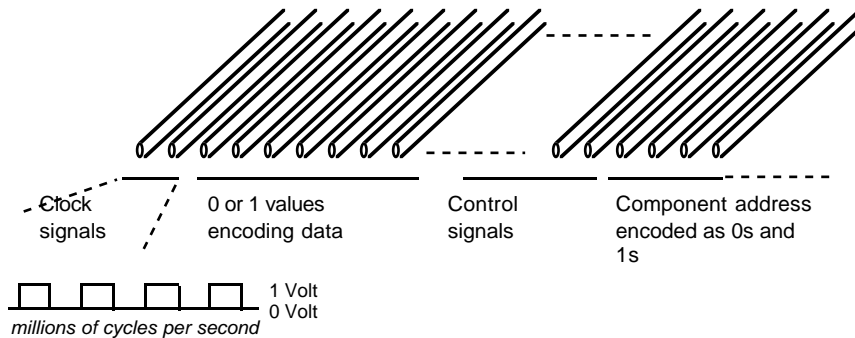 Clock
signals
0 or 1 values
encoding data
Control
signals
Component address
encoded as 0s and
1s
1 Volt
0 Volt
millions of cycles per second